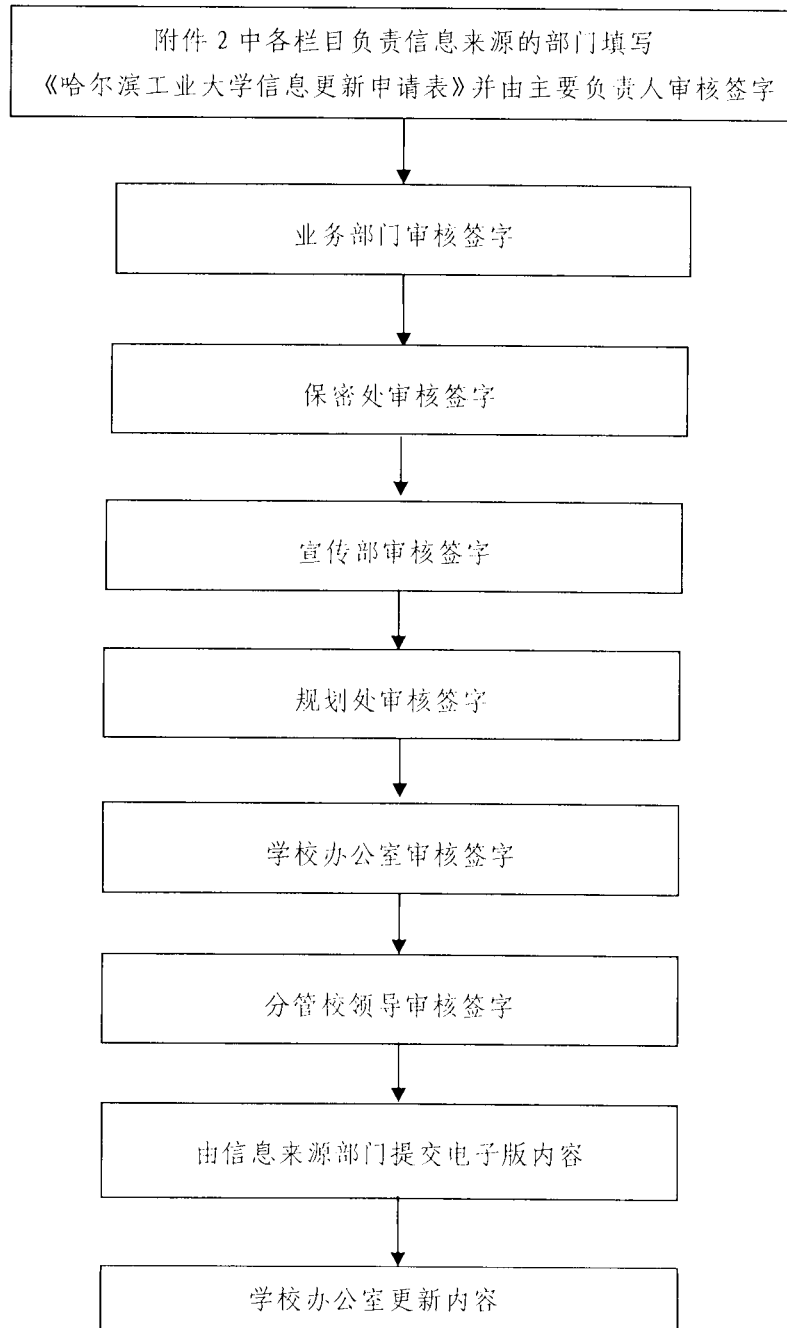 附件2中各栏目负责信息来源的部门填写
《哈尔滨工业大学信息更新申请表》并由主要负责人审核签字
业务部门审核签字
保密处审核签字
宣传部审核签字
规划处审核签字
学校办公室审核签字
分管校领导审核签字
由信息来源部门提交电子版内容
学校办公室更新内容